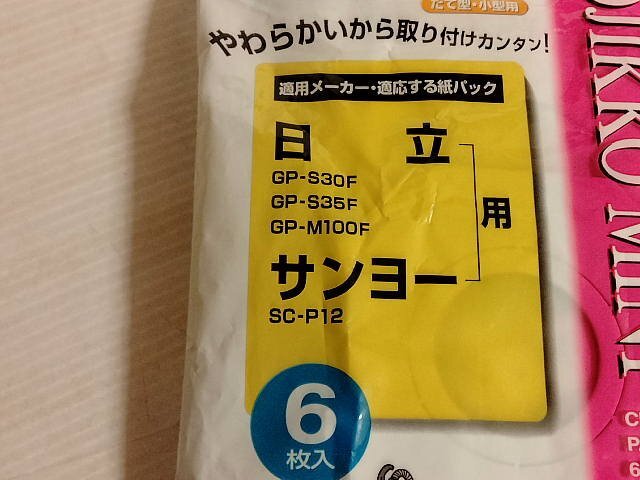 たて型・小型用
やわらかいから取り付けカンタン!
適用メーカー・適応する紙パック
日立
GP-S30F
GP-S35F
GP-M100F
用
サンヨー
SC-P12
6
枚入
OJIKKO MINI